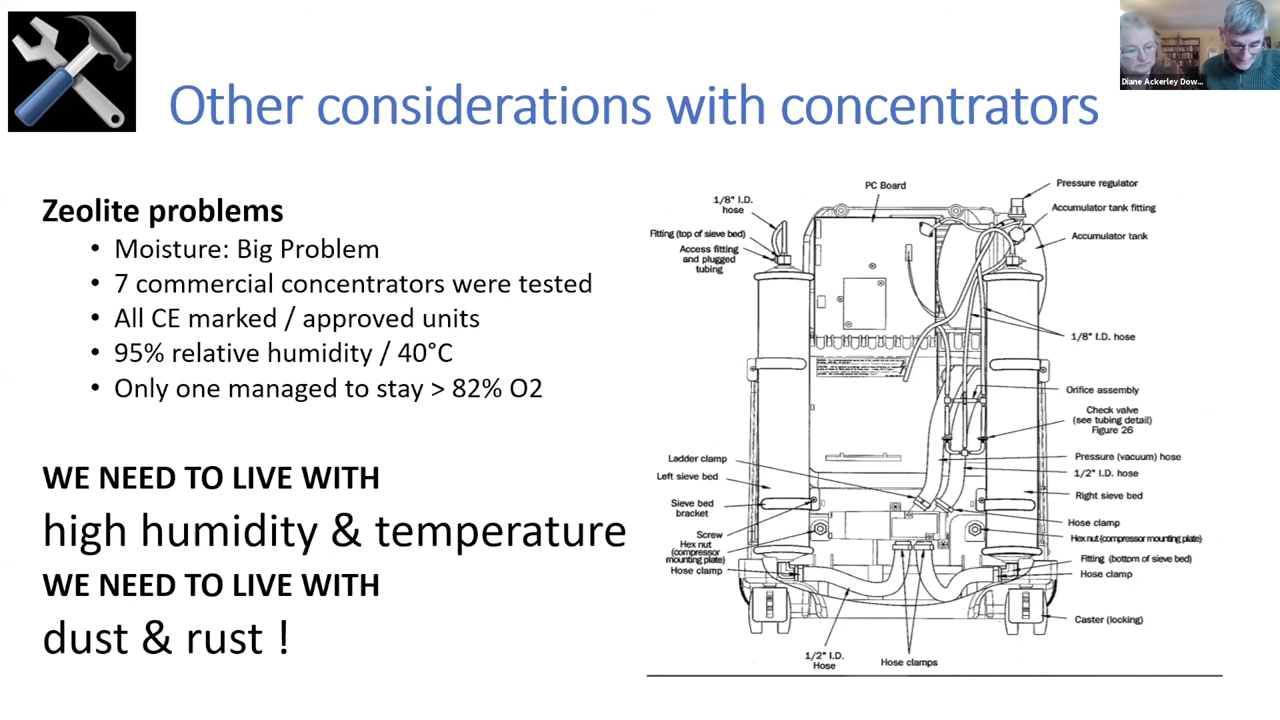 Diane Ackerley Dow...
Other considerations with concentrators
Zeolite problems
• Moisture: Big Problem
• 7 commercial concentrators were tested
• All CE marked / approved units
• 95% relative humidity / 40°C
• Only one managed to stay > 82% O2
WE NEED TO LIVE WITH
high humidity & temperature
WE NEED TO LIVE WITH
dust & rust !
PC Board
1/8" I.D.
hose
Fitting (top of sieve bed)
Access fitting
and plugged
tubing
Pressure regulator
Accumulator tank fitting
Accumulator tank
1/8" I.D. hose
Orifice assembly
Check valve
(see tubing detail)
Figure 26
Pressure (vacuum) hose
1/2" I.D. hose
Right sieve bed
Hose clamp
Hex nut (compressor mounting plate)
Fitting (bottom of sieve bed)
Hose clamp
Caster (locking)
Ladder clamp
Left sieve bed
Sieve bed
bracket
Screw
Hex nut
(compressor
mounting plate)
Hose clamp
1/2" I.D.
Hose
Hose clamps